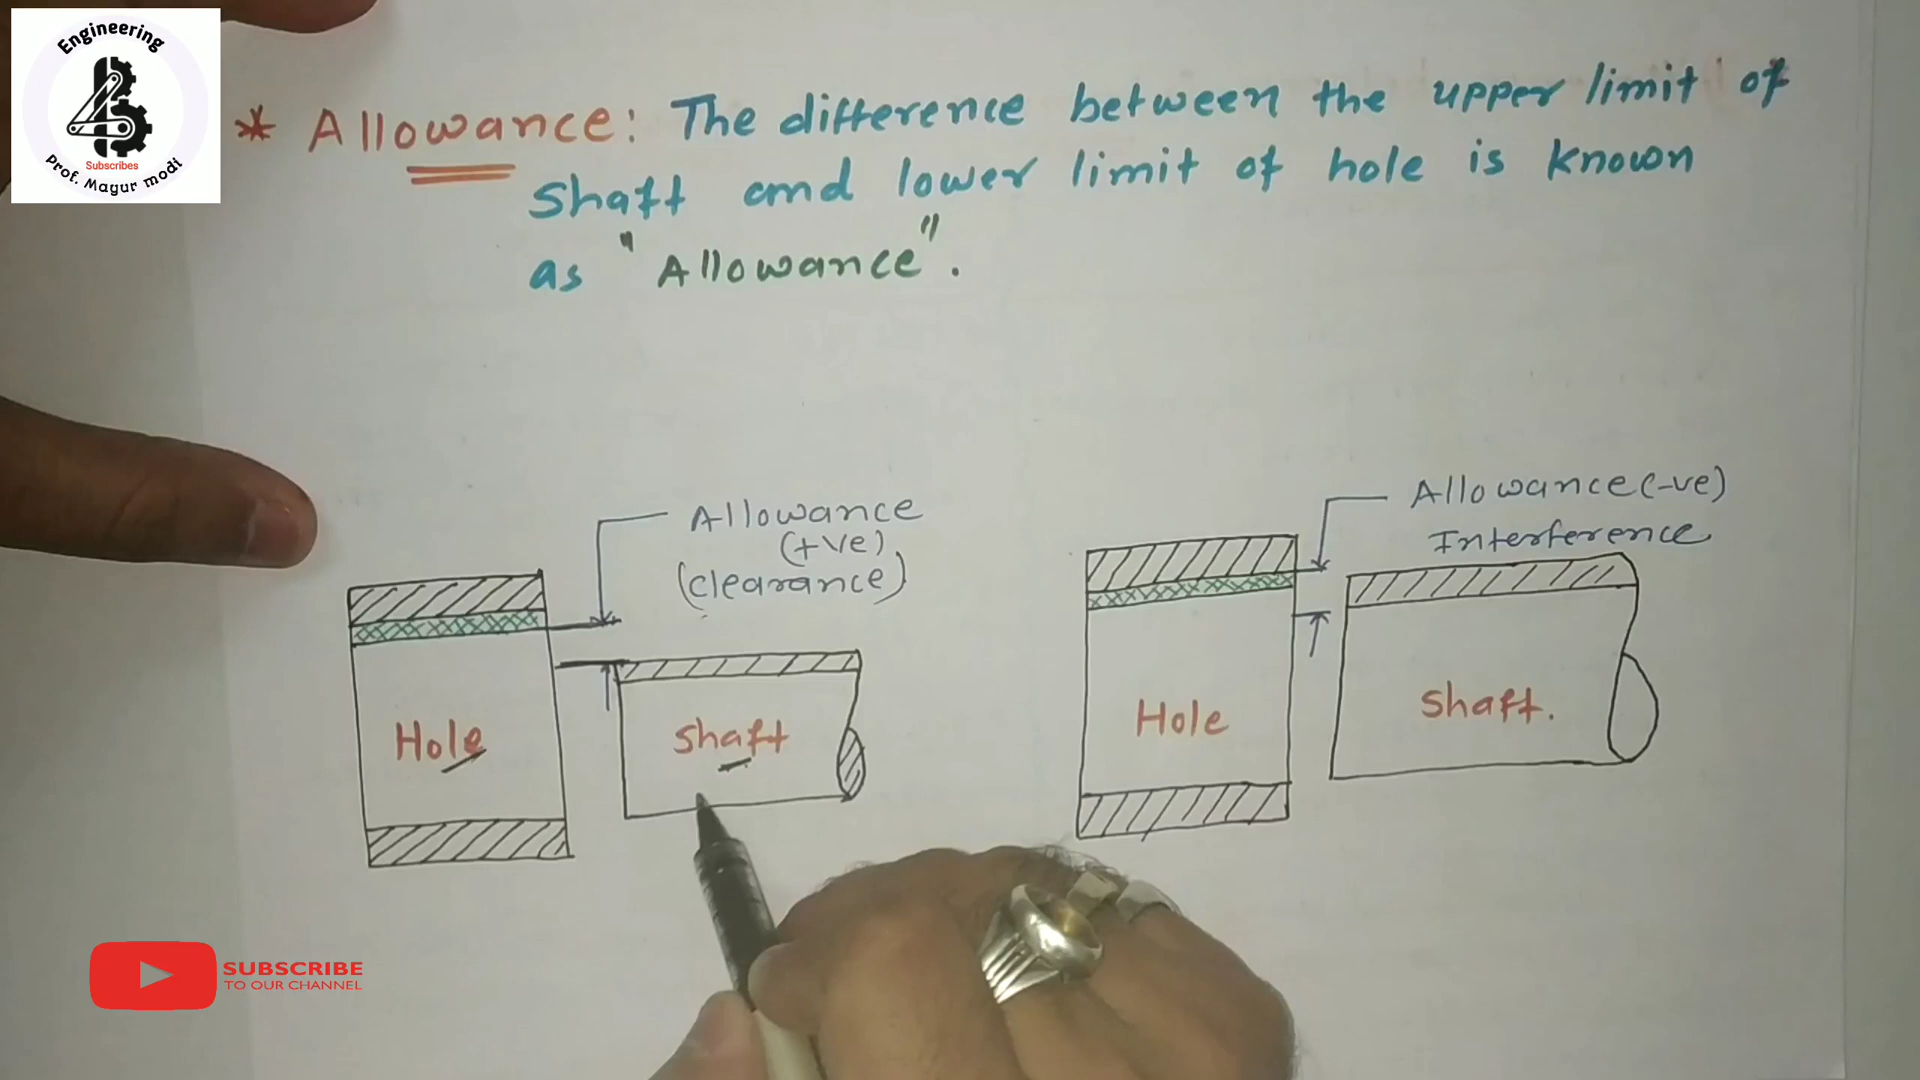 Engineering
Subscribes
Prof. Mayur modi
* Allowance: The difference between the upper limit of
shaft and lower limit of hole is known
as "Allowance".
Allowance
(+ve)
(clearance)
Allowance (-ve)
Interference
Hole
shaft
Hole
shaft.
SUBSCRIBE
TO OUR CHANNEL